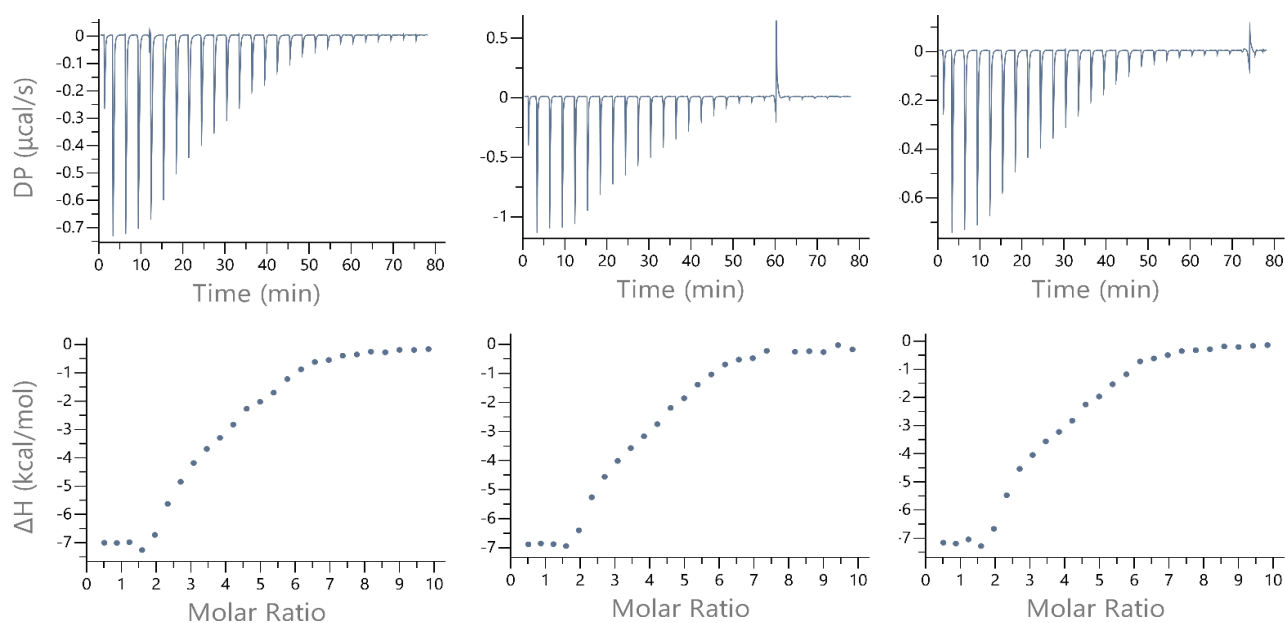 DP (μcal/s)
0
-0.1
-0.2
-0.3
-0.4
-0.5
-0.6
-0.7
0 10 20 30 40 50 60 70 80
Time (min)
0.5
0
-0.5
-1
0 10 20 30 40 50 60 70 80
Time (min)
0
-0.2
-0.4
-0.6
0 10 20 30 40 50 60 70 80
Time (min)
ΔH (kcal/mol)
0
-1
-2
-3
-4
-5
-6
-7
0 1 2 3 4 5 6 7 8 9 10
Molar Ratio
0
-1
-2
-3
-4
-5
-6
-7
0 1 2 3 4 5 6 7 8 9 10
Molar Ratio
0
-1
-2
-3
-4
-5
-6
-7
0 1 2 3 4 5 6 7 8 9 10
Molar Ratio